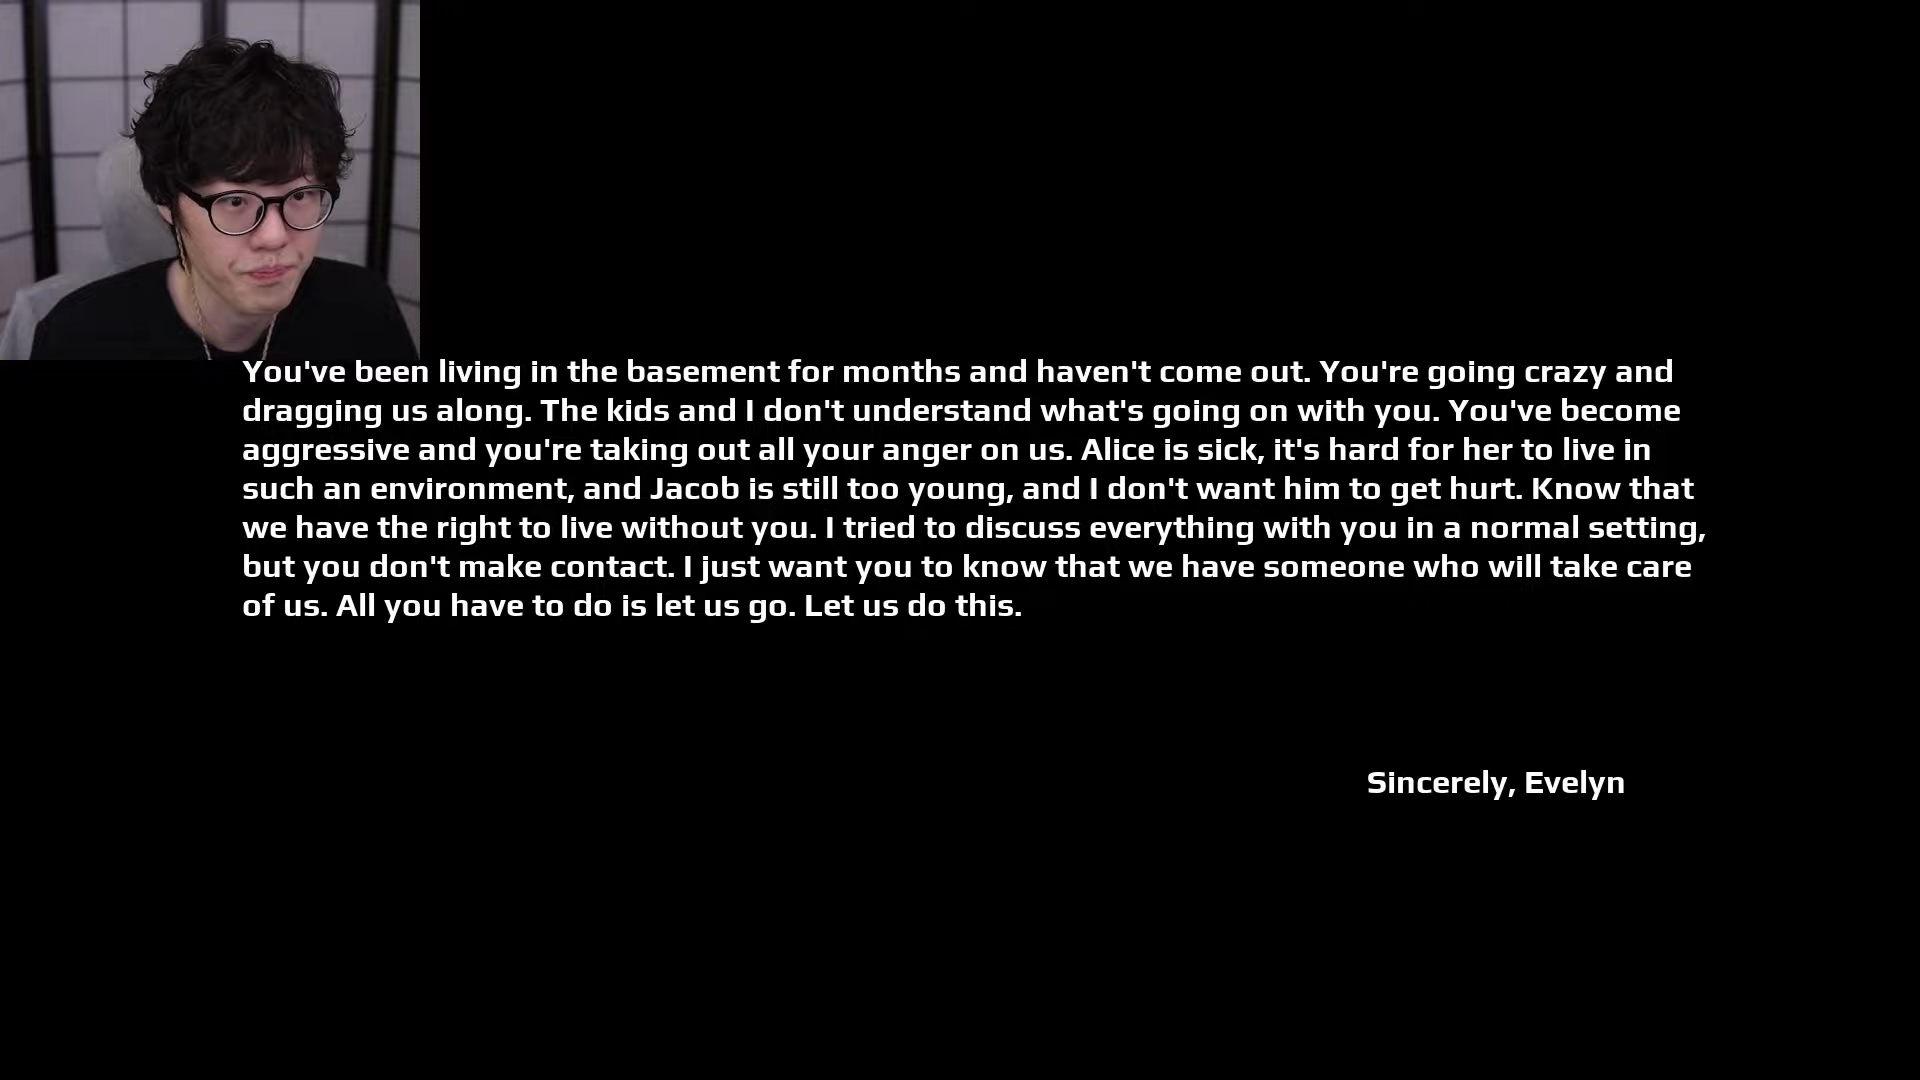 You've been living in the basement for months and haven't come out. You're going crazy and
dragging us along. The kids and I don't understand what's going on with you. You've become
aggressive and you're taking out all your anger on us. Alice is sick, it's hard for her to live in
such an environment, and Jacob is still too young, and I don't want him to get hurt. Know that
we have the right to live without you. I tried to discuss everything with you in a normal setting,
but you don't make contact. I just want you to know that we have someone who will take care
of us. All you have to do is let us go. Let us do this.
Sincerely, Evelyn